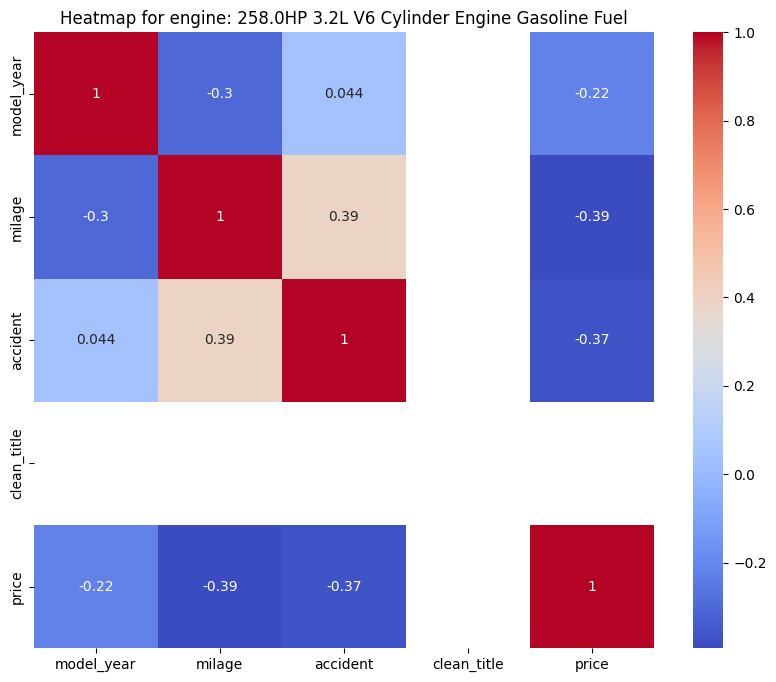 Heatmap for engine: 258.0HP 3.2L V6 Cylinder Engine Gasoline Fuel
model_year
1
-0.3
0.044
-0.22
milage
-0.3
1
0.39
-0.39
accident
0.044
0.39
1
-0.37
clean_title
price
-0.22
-0.39
-0.37
1
model_year
milage
accident
clean_title
price
1.0
0.8
0.6
0.4
0.2
0.0
−0.2